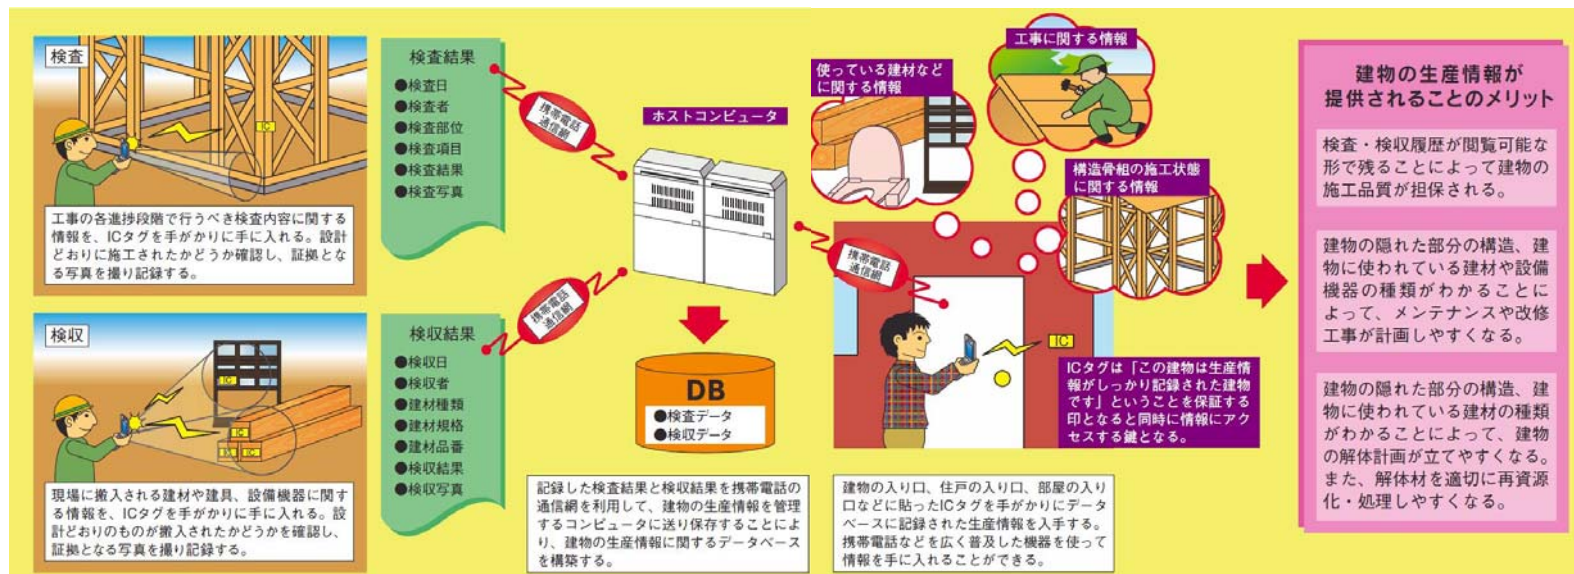 検査
IC
工事の各進捗段階で行うべき検査内容に関する
情報を、ICタグを手がかりに手に入れる。設計
どおりに施工されたかどうか確認し、証拠とな
る写真を撮り記録する。
検収
IC
IC
IC
IC
現場に搬入される建材や建具、設備機器に関す
る情報を、ICタグを手がかりに手に入れる。設
計どおりのものが搬入されたかどうかを確認し、
証拠となる写真を撮り記録する。
検査結果
●検査日
●検査者
●検査部位
●検査項目
●検査結果
●検査写真
検収結果
●検収日
●検収者
●建材種類
●建材規格
●建材品番
●検収結果
●検収写真
携帯電話
通信網
携帯電話
通信網
ホストコンピュータ
DB
●検査データ
●検収データ
記録した検査結果と検収結果を携帯電話の
通信網を利用して、建物の生産情報を管理
するコンピュータに送り保存することによ
り、建物の生産情報に関するデータベース
を構築する。
使っている建材など
に関する情報
工事に関する情報
構造骨組の施工状態
に関する情報
携帯電話
通信網
IC
ICタグは「この建物は生産情
報がしっかり記録された建物
です」ということを保証する
印となると同時に情報にアク
セスする鍵となる。
建物の入り口、住戸の入り口、部屋の入り
口などに貼ったICタグを手がかりにデータ
ベースに記録された生産情報を入手する。
携帯電話などを広く普及した機器を使って
情報を手に入れることができる。
建物の生産情報が
提供されることのメリット
検査・検収履歴が閲覧可能な
形で残ることによって建物の
施工品質が担保される。
建物の隠れた部分の構造、建
物に使われている建材や設備
機器の種類がわかることに
よって、メンテナンスや改修
工事が計画しやすくなる。
建物の隠れた部分の構造、建
物に使われている建材の種類
がわかることによって、建物
の解体計画が立てやすくなる。
また、解体材を適切に再資源
化・処理しやすくなる。